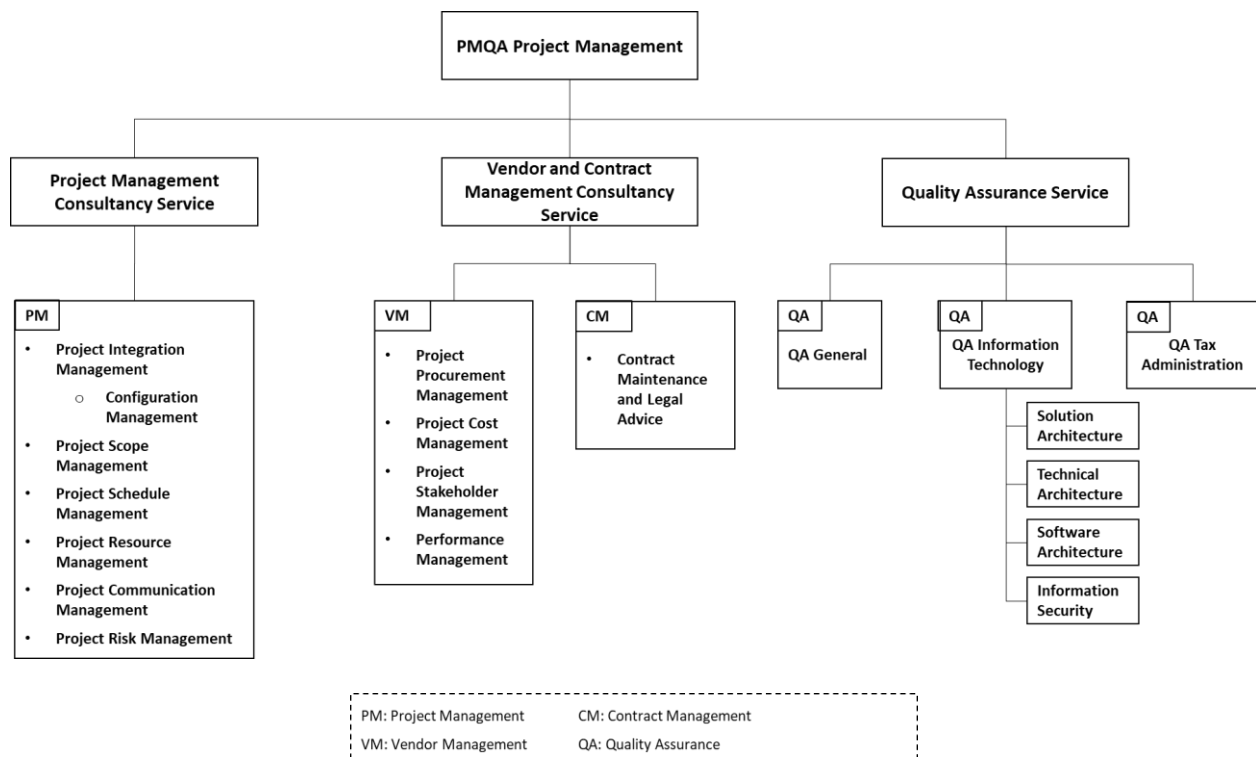 PMQA Project Management
Project Management
Consultancy Service
Vendor and Contract
Management Consultancy
Service
Quality Assurance Service
PM
• Project Integration
Management
o Configuration
Management
• Project Scope
Management
• Project Schedule
Management
• Project Resource
Management
• Project Communication
Management
• Project Risk Management
VM
• Project
Procurement
Management
• Project Cost
Management
• Project
Stakeholder
Management
• Performance
Management
CM
• Contract
Maintenance
and Legal
Advice
QA
QA General
QA
QA Information
Technology
Solution
Architecture
Technical
Architecture
Software
Architecture
Information
Security
QA
QA Tax
Administration
PM: Project Management CM: Contract Management
VM: Vendor Management QA: Quality Assurance